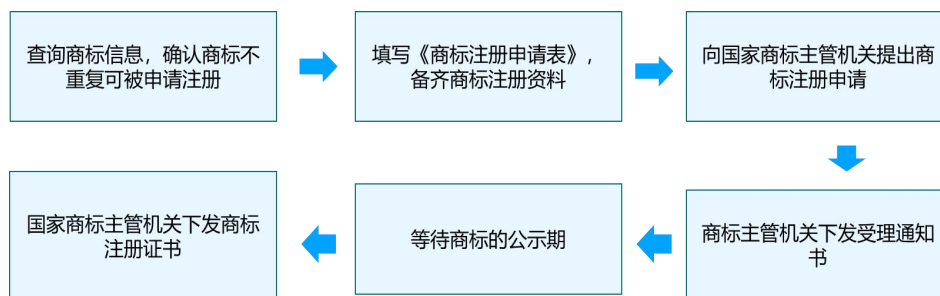 查询商标信息，确认商标不
重复可被申请注册
填写《商标注册申请表》，
备齐商标注册资料
向国家商标主管机关提出商
标注册申请
商标主管机关下发受理通知
书
等待商标的公示期
国家商标主管机关下发商标
注册证书